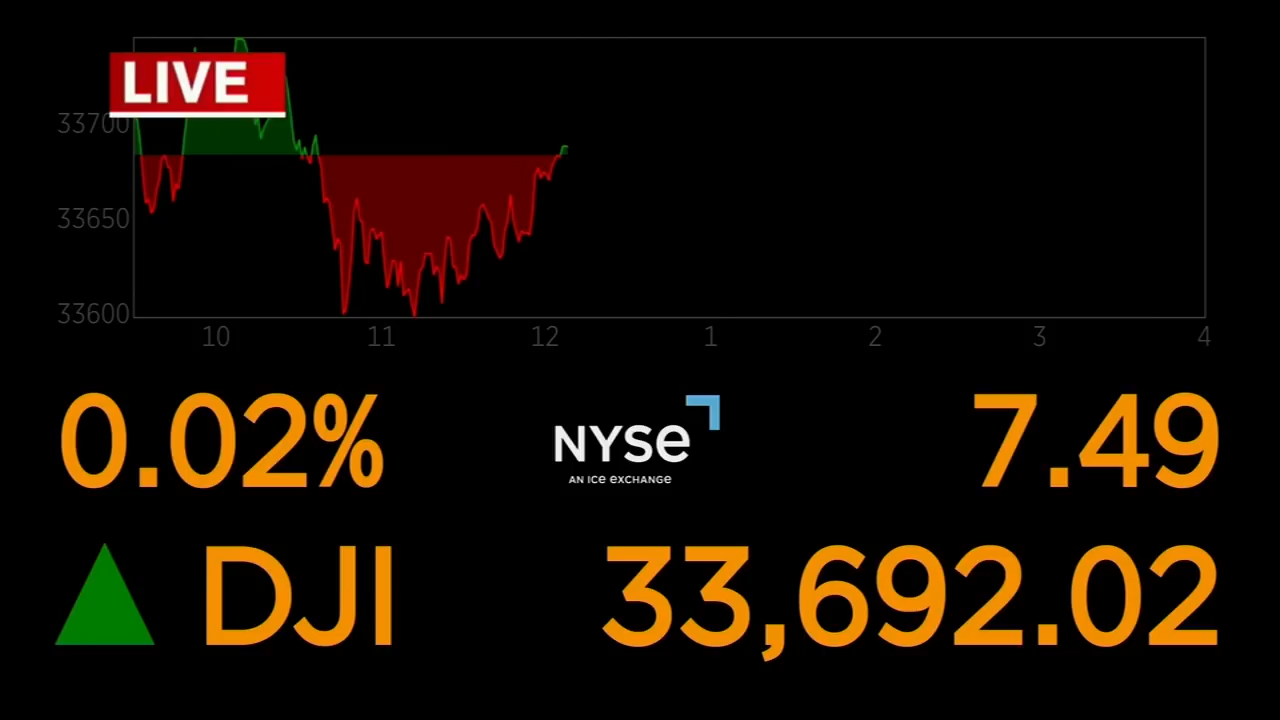 LIVE
33700
33650
33600
10 11 12 1 2 3 4
0.02% NYSE 7.49
AN ICE EXCHANGE
DJI 33,692.02